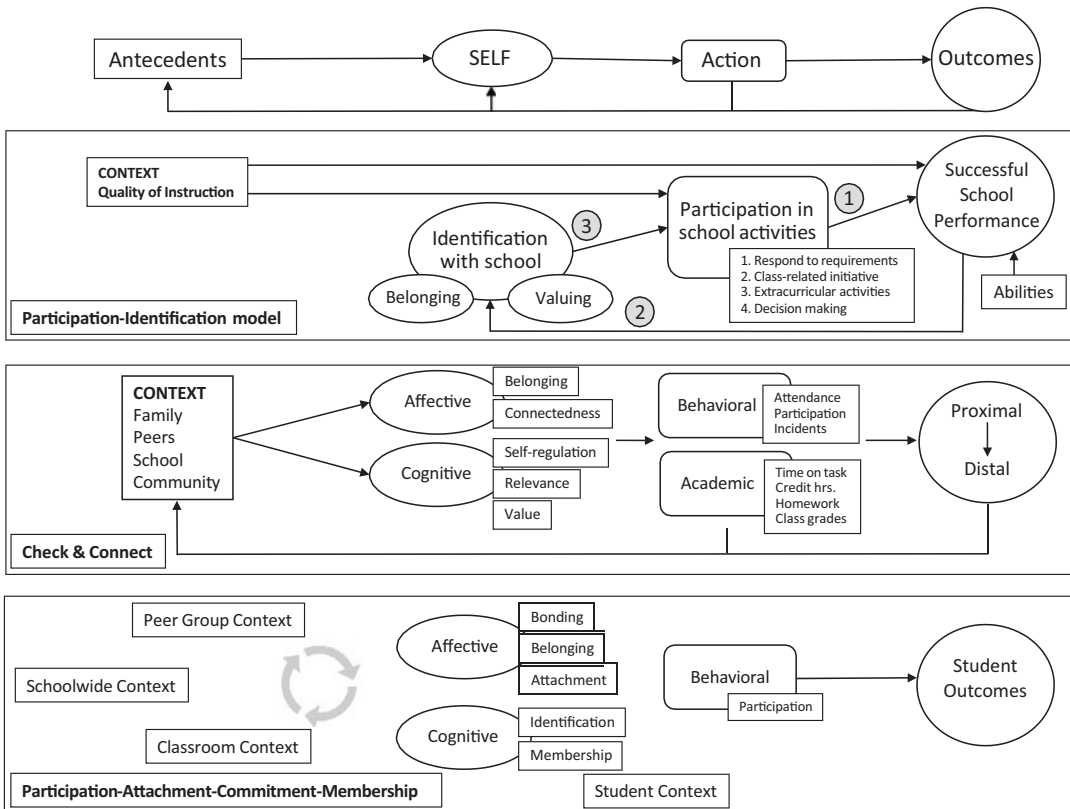 Antecedents
SELF
Action
Outcomes
CONTEXT
Quality of Instruction
Identification
with school
Belonging
Valuing
3
Participation in
school activities
1. Respond to requirements
2. Class-related initiative
3. Extracurricular activities
4. Decision making
1
2
Successful
School
Performance
Abilities
Participation-Identification model
CONTEXT
Family
Peers
School
Community
Affective
Belonging
Connectedness
Cognitive
Self-regulation
Relevance
Value
Behavioral
Attendance
Participation
Incidents
Academic
Time on task
Credit hrs.
Homework
Class grades
Proximal
Distal
Check & Connect
Peer Group Context
Schoolwide Context
Classroom Context
Affective
Bonding
Belonging
Attachment
Cognitive
Identification
Membership
Behavioral
Participation
Student
Outcomes
Student Context
Participation-Attachment-Commitment-Membership